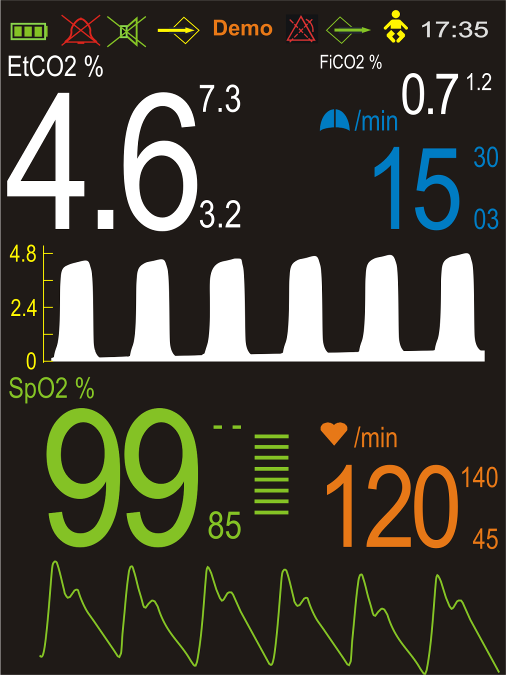 Demo 17:35
EtCO2 % FiCO2 %
4.6 7.3 3.2
0.7 1.2
/min
15 30 03
4.8
2.4
0
SpO2 %
99 -- 85
/min
120 140 45